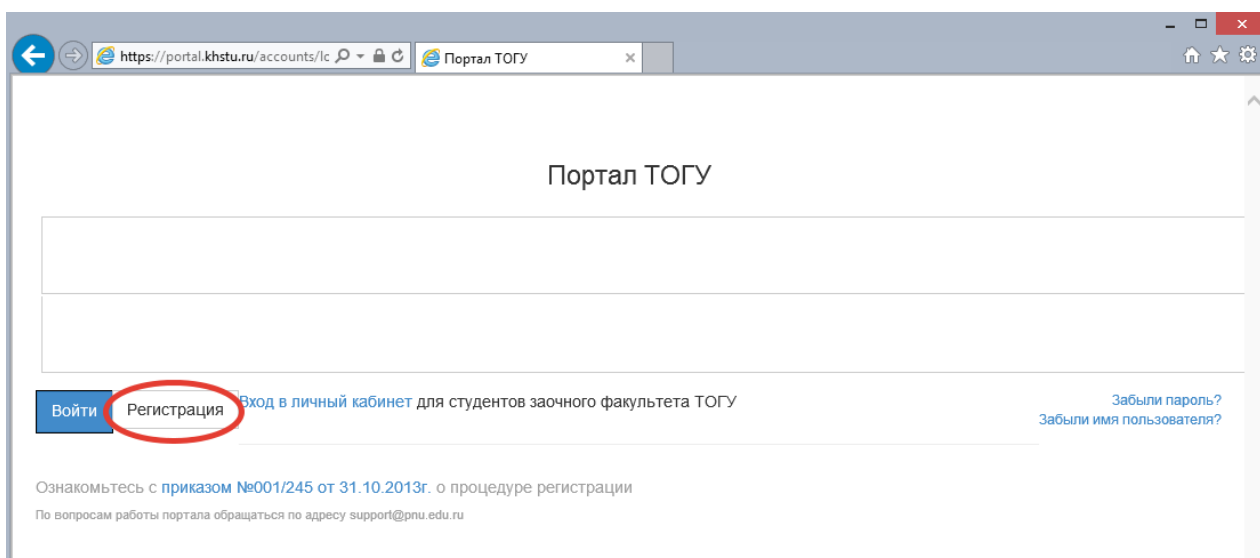 https://portal.khstu.ru/accounts/lc
Портал ТОГУ
Портал ТОГУ
Войти Регистрация Вход в личный кабинет для студентов заочного факультета ТОГУ Забыли пароль?
Забыли имя пользователя?
Ознакомьтесь с приказом №001/245 от 31.10.2013г. о процедуре регистрации
По вопросам работы портала обращаться по адресу support@pnu.edu.ru